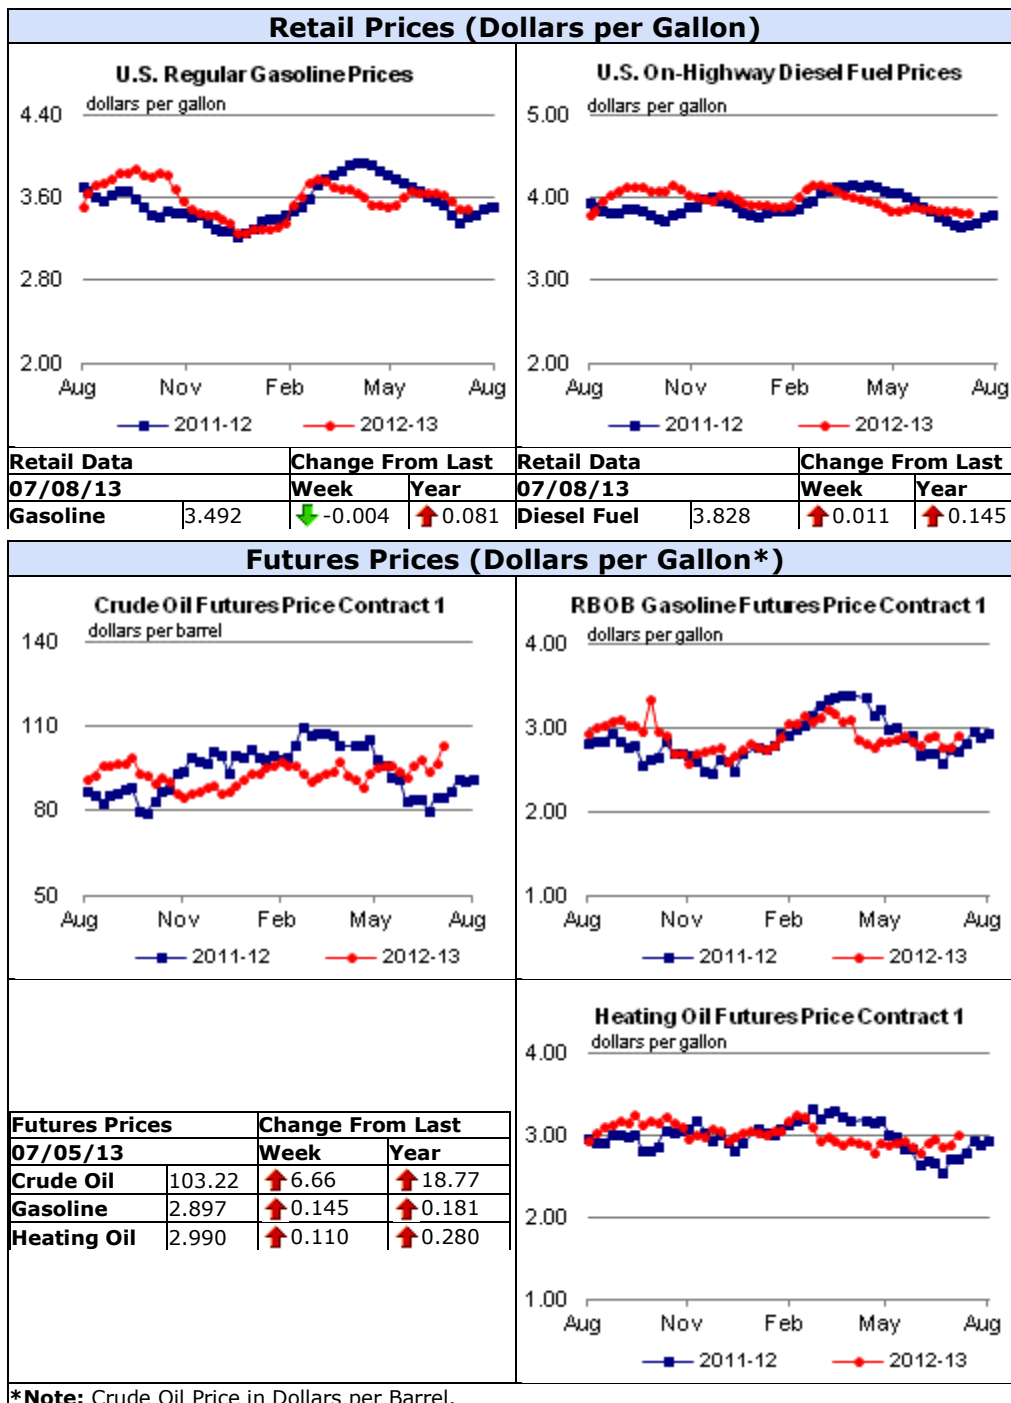 Retail Prices (Dollars per Gallon)
U.S. Regular Gasoline Prices
dollars per gallon
4.40
3.60
2.80
2.00
Aug Nov Feb May Aug
2011-12 2012-13
U.S. On-Highway Diesel Fuel Prices
dollars per gallon
5.00
4.00
3.00
2.00
Aug Nov Feb May Aug
2011-12 2012-13
Retail Data Change From Last
07/08/13 Week Year
Gasoline 3.492 -0.004 0.081
Retail Data Change From Last
07/08/13 Week Year
Diesel Fuel 3.828 0.011 0.145
Futures Prices (Dollars per Gallon*)
Crude Oil Futures Price Contract 1
dollars per barrel
140
110
80
50
Aug Nov Feb May Aug
2011-12 2012-13
RBOB Gasoline Futures Price Contract 1
dollars per gallon
4.00
3.00
2.00
1.00
Aug Nov Feb May Aug
2011-12 2012-13
Futures Prices Change From Last
07/05/13 Week Year
Crude Oil 103.22 6.66 18.77
Gasoline 2.897 0.145 0.181
Heating Oil 2.990 0.110 0.280
Heating Oil Futures Price Contract 1
dollars per gallon
4.00
3.00
2.00
1.00
Aug Nov Feb May Aug
2011-12 2012-13
*Note: Crude Oil Price in Dollars per Barrel.